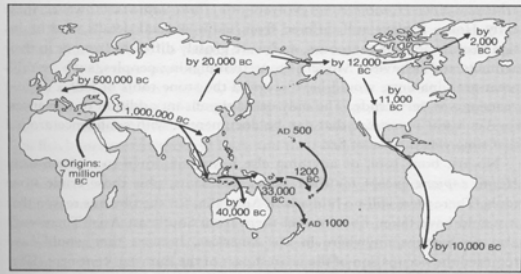 by
2,000 BC
by 12,000
BC
by 20,000 BC
by 500,000 BC
by
11,000
BC
1,000,000 BC
AD 500
Origins:
million
BC
1200
BC
33,000
BC
by
40,000 BC
AD 1000
by 10,000 BC